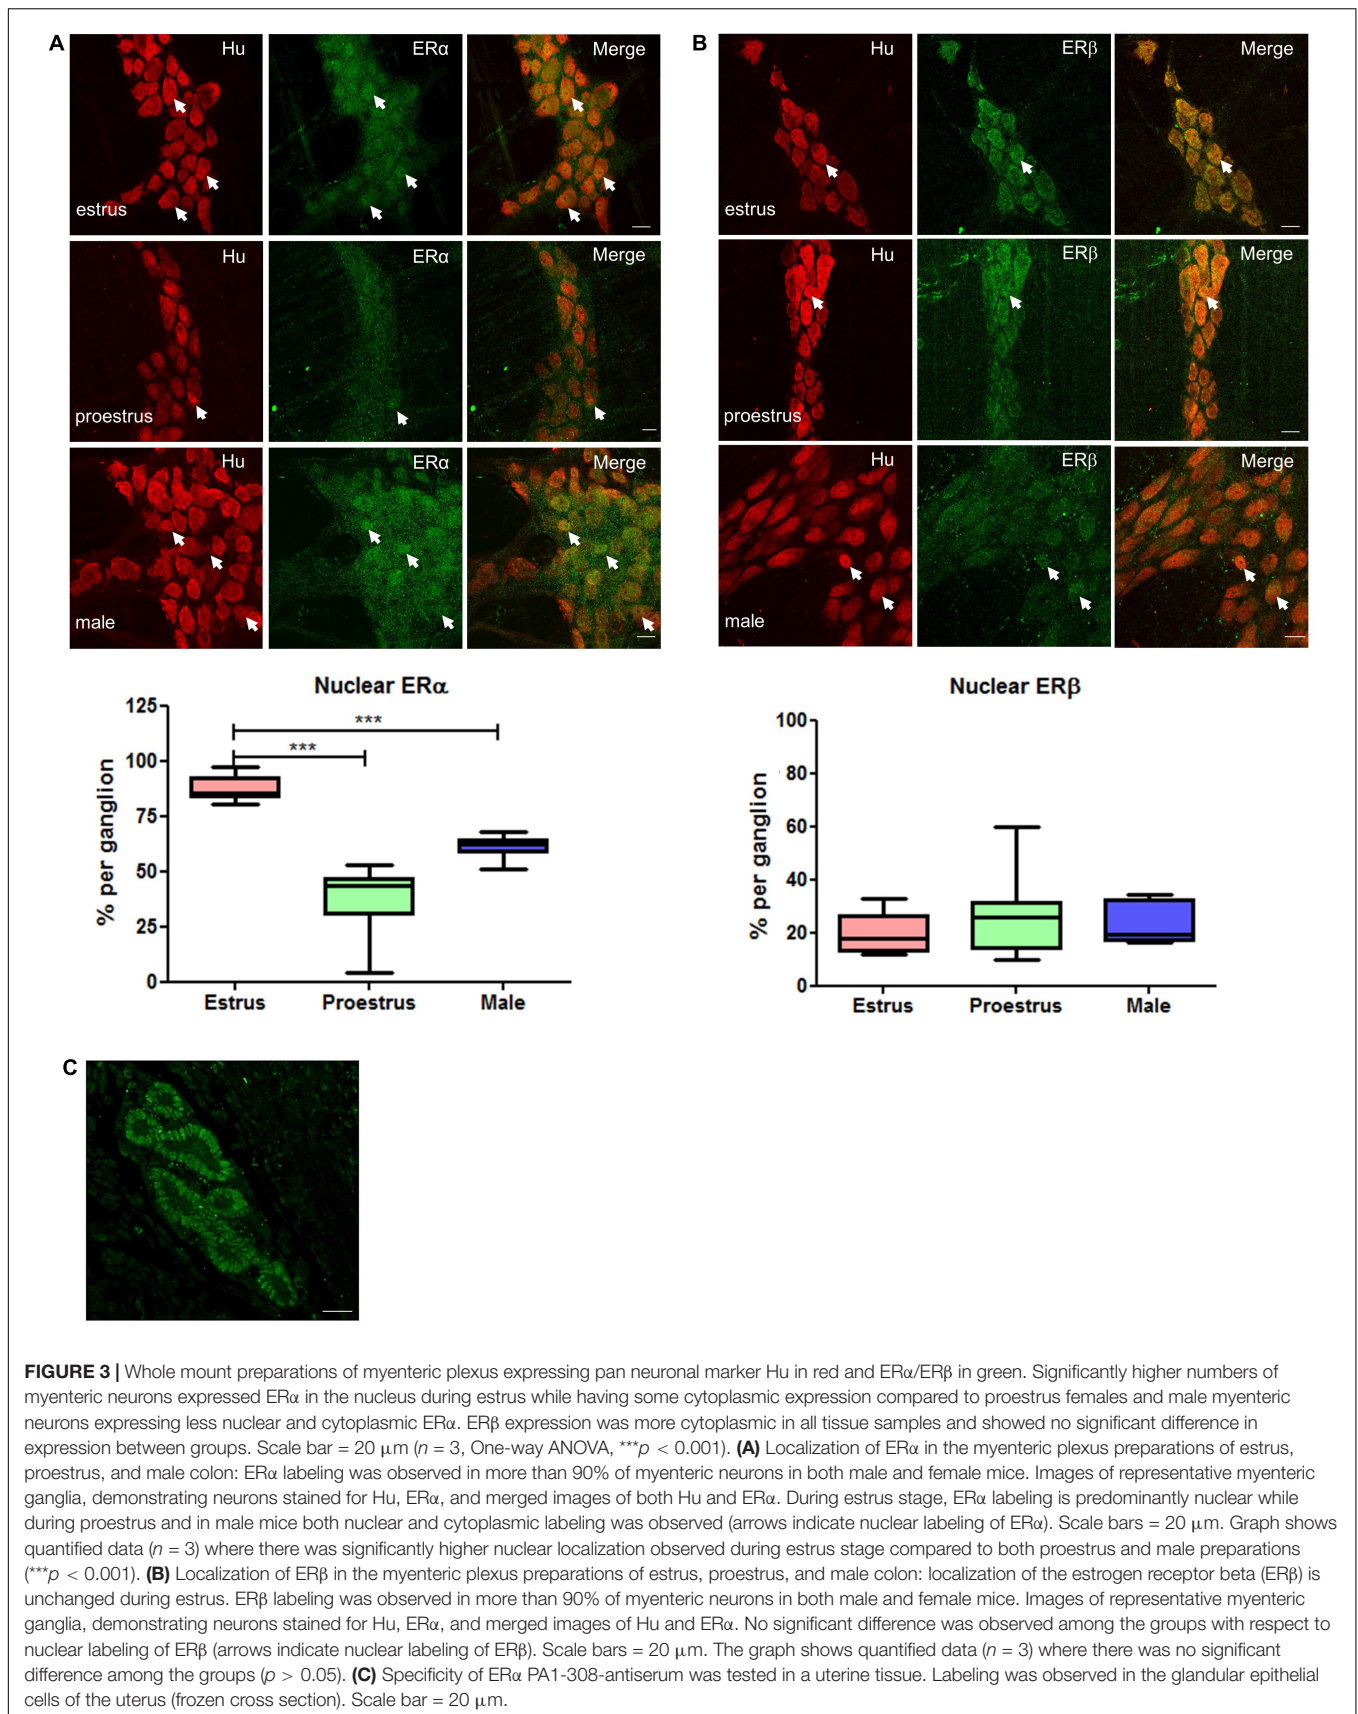 A
Hu
ERα
Merge
estrus
Hu
ERα
Merge
proestrus
Hu
ERα
Merge
male
B
Hu
ERβ
Merge
estrus
Hu
ERβ
Merge
proestrus
Hu
ERβ
Merge
male
Nuclear ERα
% per ganglion
125
100
75
50
25
0
***
***
Estrus
Proestrus
Male
Nuclear ERβ
% per ganglion
100
80
60
40
20
0
Estrus
Proestrus
Male
C
FIGURE 3 | Whole mount preparations of myenteric plexus expressing pan neuronal marker Hu in red and ERα/ERβ in green. Significantly higher numbers of
myenteric neurons expressed ERα in the nucleus during estrus while having some cytoplasmic expression compared to proestrus females and male myenteric
neurons expressing less nuclear and cytoplasmic ERα. ERβ expression was more cytoplasmic in all tissue samples and showed no significant difference in
expression between groups. Scale bar = 20 μm (n = 3, One-way ANOVA, ***p < 0.001). (A) Localization of ERα in the myenteric plexus preparations of estrus,
proestrus, and male colon: ERα labeling was observed in more than 90% of myenteric neurons in both male and female mice. Images of representative myenteric
ganglia, demonstrating neurons stained for Hu, ERα, and merged images of both Hu and ERα. During estrus stage, ERα labeling is predominantly nuclear while
during proestrus and in male mice both nuclear and cytoplasmic labeling was observed (arrows indicate nuclear labeling of ERα). Scale bars = 20 μm. Graph shows
quantified data (n = 3) where there was significantly higher nuclear localization observed during estrus stage compared to both proestrus and male preparations
(***p < 0.001). (B) Localization of ERβ in the myenteric plexus preparations of estrus, proestrus, and male colon: localization of the estrogen receptor beta (ERβ) is
unchanged during estrus. ERβ labeling was observed in more than 90% of myenteric neurons in both male and female mice. Images of representative myenteric
ganglia, demonstrating neurons stained for Hu, ERα, and merged images of Hu and ERα. No significant difference was observed among the groups with respect to
nuclear labeling of ERβ (arrows indicate nuclear labeling of ERβ). Scale bars = 20 μm. The graph shows quantified data (n = 3) where there was no significant
difference among the groups (p > 0.05). (C) Specificity of ERα PA1-308-antiserum was tested in a uterine tissue. Labeling was observed in the glandular epithelial
cells of the uterus (frozen cross section). Scale bar = 20 μm.